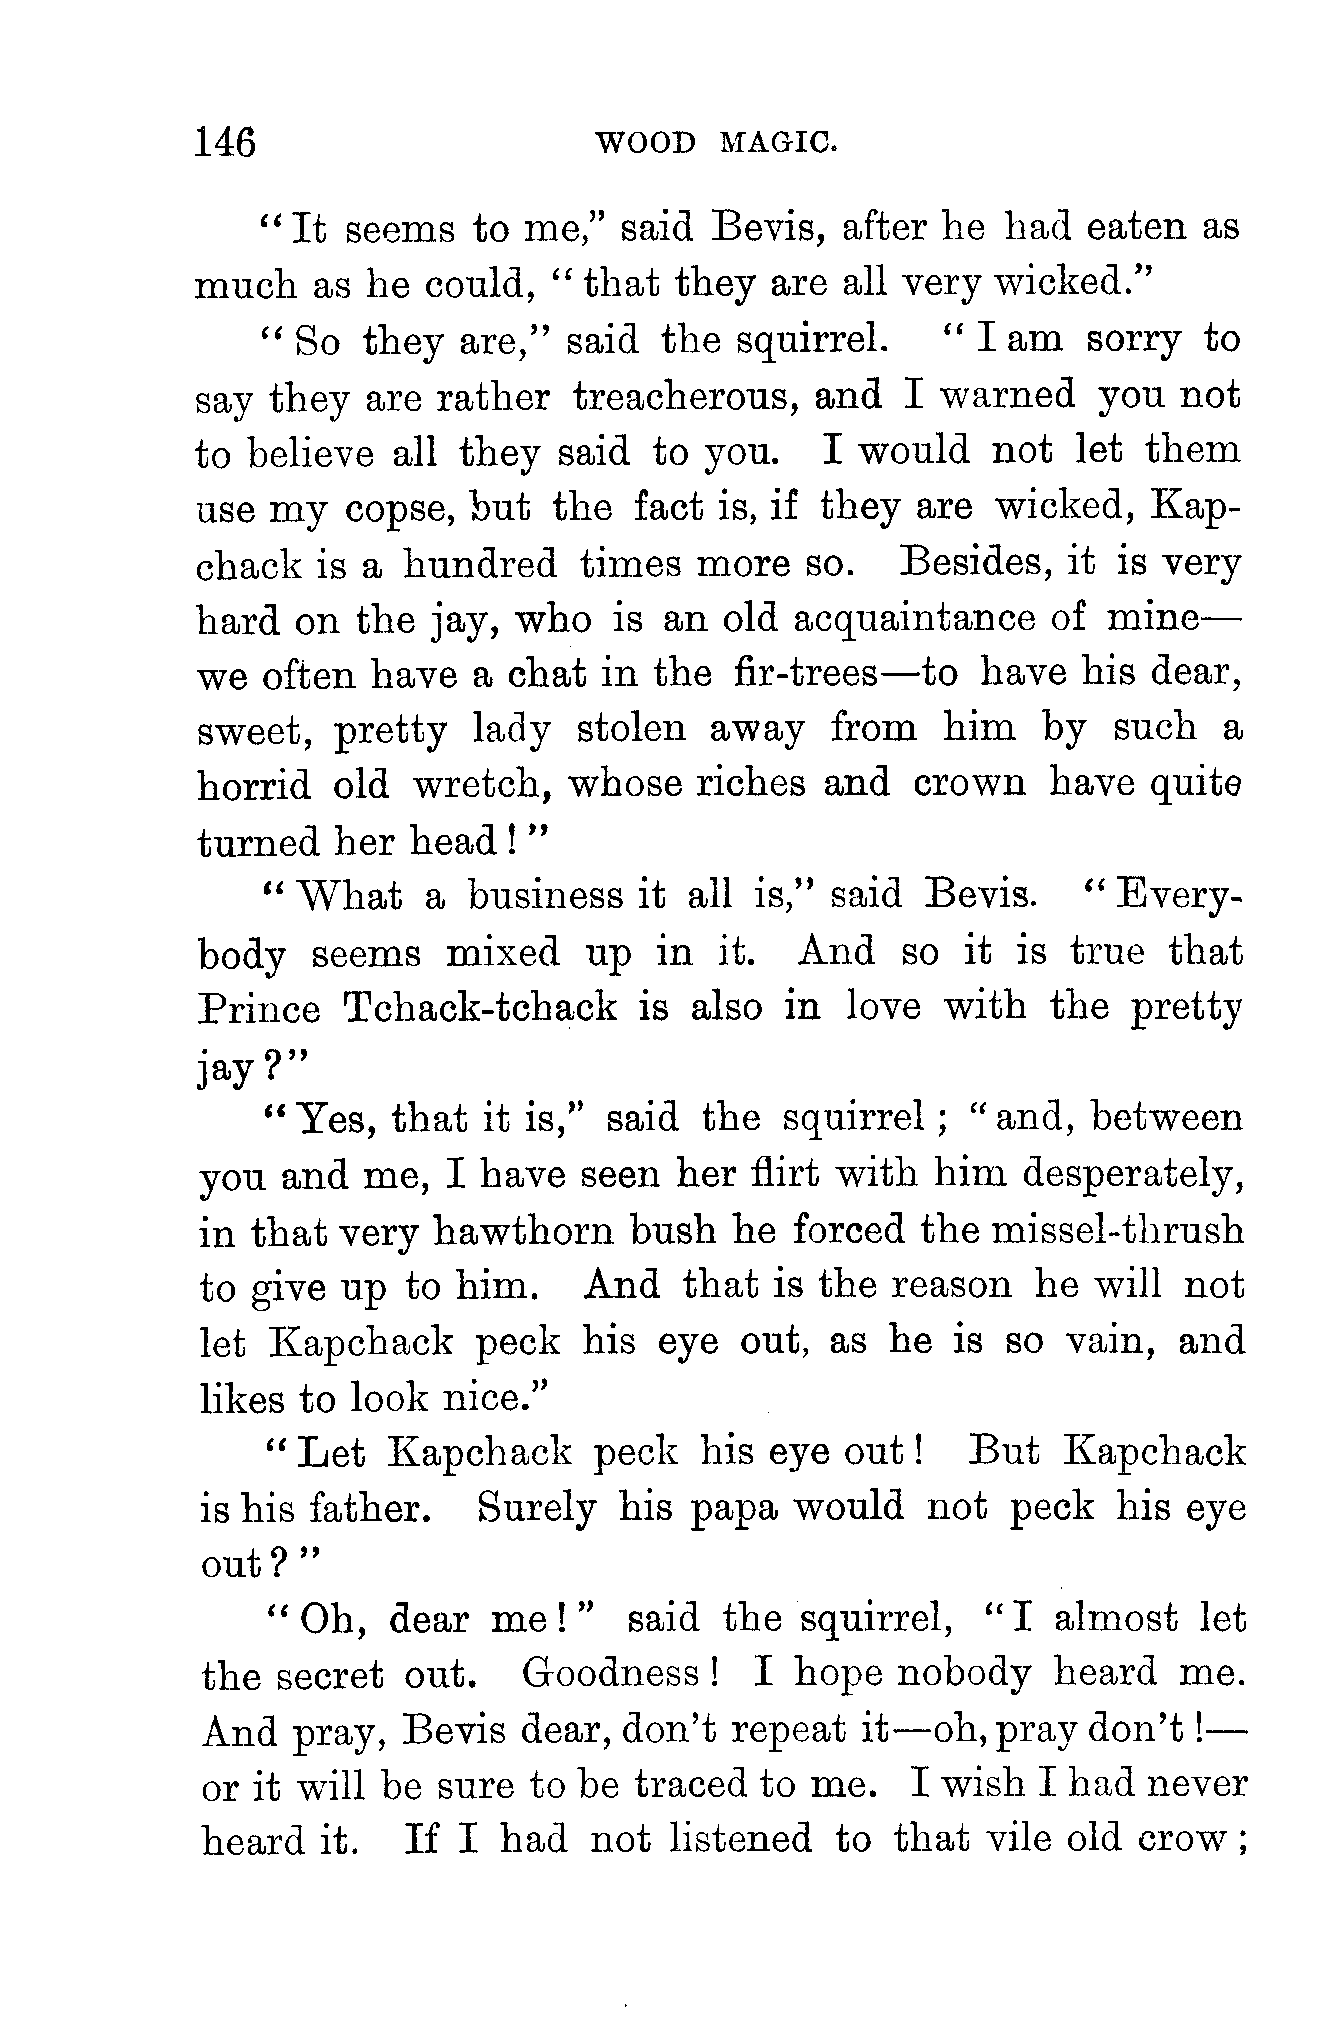 146 WOOD MAGIC.
“It seems to me,” said Bevis, after he had eaten as
much as he could, “that they are all very wicked.”
“So they are,” said the squirrel. “I am sorry to
say they are rather treacherous, and I warned you not
to believe all they said to you. I would not let them
use my copse, but the fact is, if they are wicked, Kap-
chack is a hundred times more so. Besides, it is very
hard on the jay, who is an old acquaintance of mine—
we often have a chat in the fir-trees—to have his dear,
sweet, pretty lady stolen away from him by such a
horrid old wretch, whose riches and crown have quite
turned her head!”
“What a business it all is,” said Bevis. “Every-
body seems mixed up in it. And so it is true that
Prince Tchack-tchack is also in love with the pretty
jay?”
“Yes, that it is,” said the squirrel; “and, between
you and me, I have seen her flirt with him desperately,
in that very hawthorn bush he forced the missel-thrush
to give up to him. And that is the reason he will not
let Kapchack peck his eye out, as he is so vain, and
likes to look nice.”
“Let Kapchack peck his eye out! But Kapchack
is his father. Surely his papa would not peck his eye
out?”
“Oh, dear me!” said the squirrel, “I almost let
the secret out. Goodness! I hope nobody heard me.
And pray, Bevis dear, don’t repeat it—oh, pray don’t!—
or it will be sure to be traced to me. I wish I had never
heard it. If I had not listened to that vile old crow;